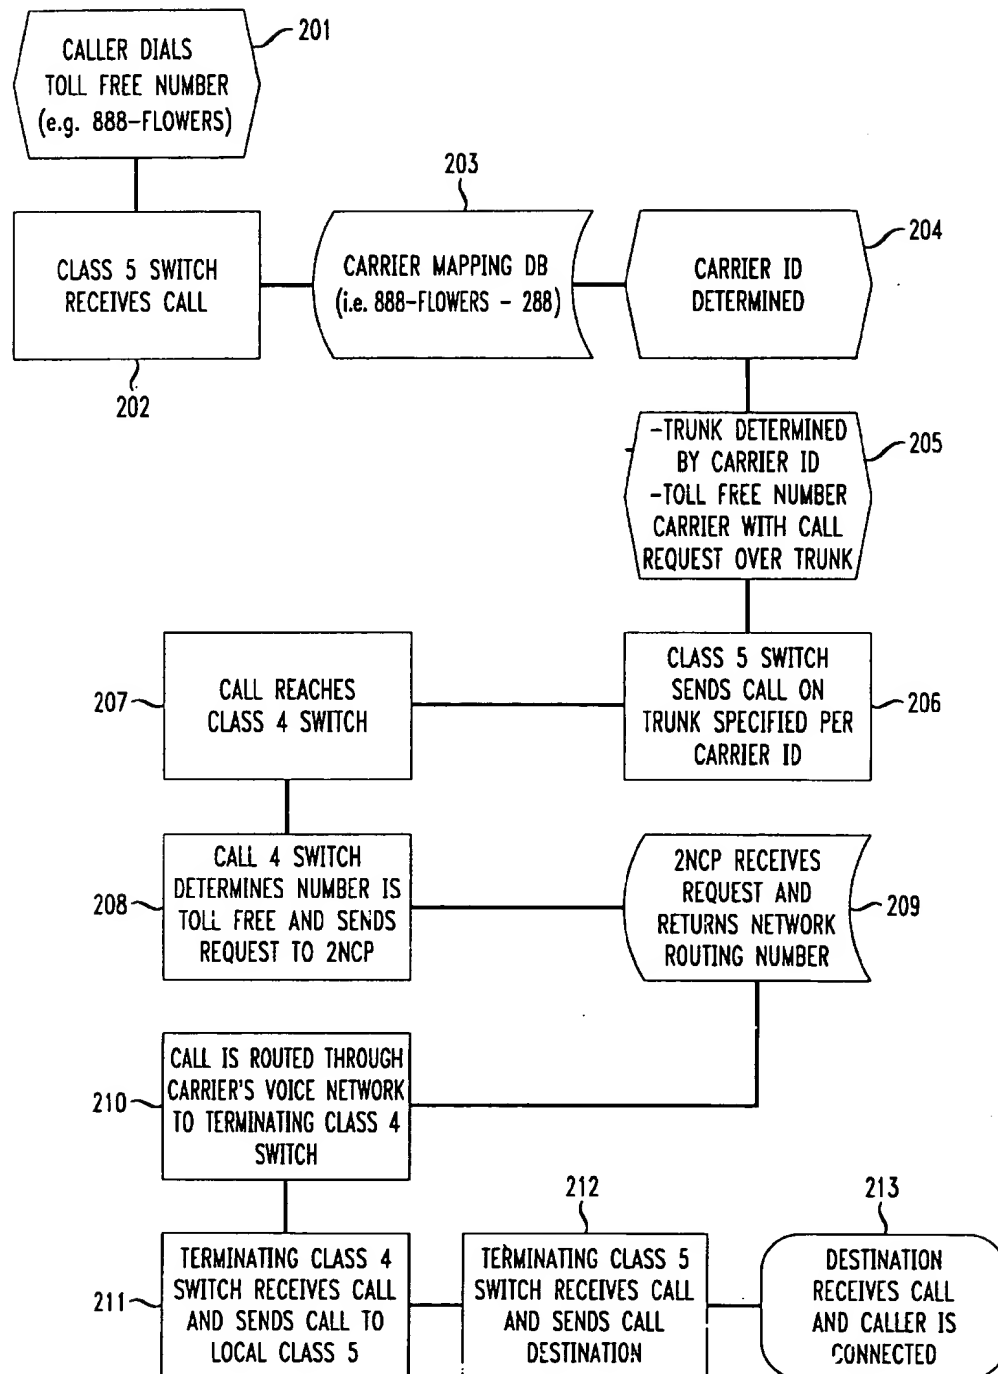 CALLER DIALS
TOLL FREE NUMBER
(e.g. 888-FLOWERS)
201
CLASS 5 SWITCH
RECEIVES CALL
202
203
CARRIER MAPPING DB
(i.e. 888-FLOWERS - 288)
204
CARRIER ID
DETERMINED
205
-TRUNK DETERMINED
BY CARRIER ID
-TOLL FREE NUMBER
CARRIER WITH CALL
REQUEST OVER TRUNK
CLASS 5 SWITCH
SENDS CALL ON
TRUNK SPECIFIED PER
CARRIER ID
206
207
CALL REACHES
CLASS 4 SWITCH
208
CALL 4 SWITCH
DETERMINES NUMBER IS
TOLL FREE AND SENDS
REQUEST TO 2NCP
2NCP RECEIVES
REQUEST AND
RETURNS NETWORK
ROUTING NUMBER
209
210
CALL IS ROUTED THROUGH
CARRIER'S VOICE NETWORK
TO TERMINATING CLASS 4
SWITCH
211
TERMINATING CLASS 4
SWITCH RECEIVES CALL
AND SENDS CALL TO
LOCAL CLASS 5
212
TERMINATING CLASS 5
SWITCH RECEIVES CALL
AND SENDS CALL
DESTINATION
213
DESTINATION
RECEIVES CALL
AND CALLER IS
CONNECTED